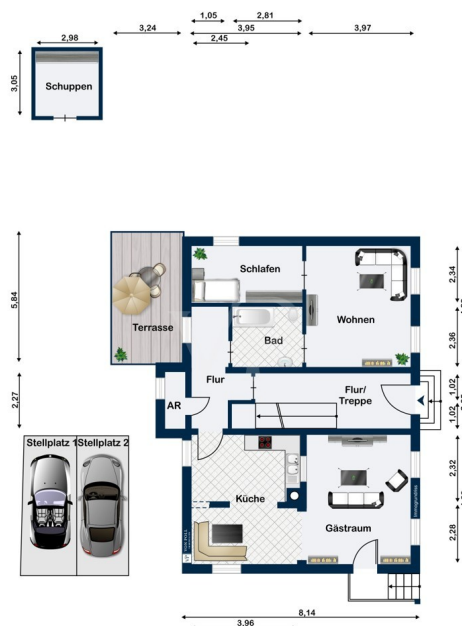 1,05
2,81
3,24
3,95
3,97
2,45
2,98
3,05
Schuppen
5,84
Schlafen
2,34
Wohnen
Terrasse
Bad
2,36
Flur
2,27
AR
Flur/
Treppe
1,02
1,02
Stellplatz 1
Stellplatz 2
2,32
Küche
Gästraum
2,28
8,14
3,96